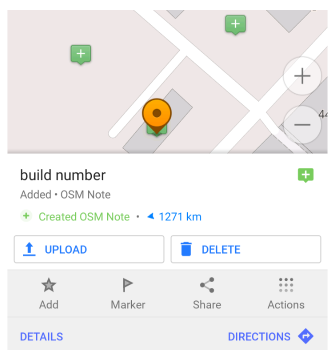 44
build number
Added • OSM Note
Created OSM Note • 1271 km
UPLOAD
DELETE
Add
Marker
Share
Actions
DETAILS
DIRECTIONS